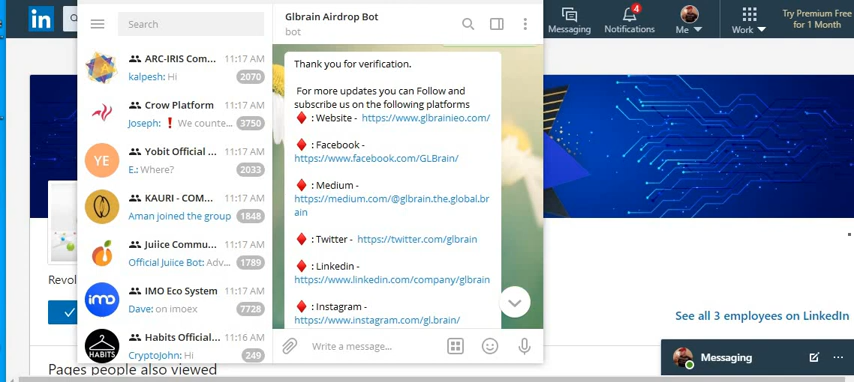 in
Search
Glbrain Airdrop Bot
bot
Messaging
4
Notifications
Me
Work
Try Premium Free
for 1 Month
ARC-IRIS Com... 11:17 AM
kalpesh: Hi 2070
Crow Platform 11:17 AM
Joseph: ❗ We counte... 3750
YE
Yobit Official ... 11:17 AM
E.: Where? 2033
KAURI - COM... 11:17 AM
Aman joined the group 1848
Juiice Commu... 11:17 AM
Official Juiice Bot: Adv... 1789
imo
IMO Eco System 11:17 AM
Dave: on imoex 7728
HABITS
Habits Official... 11:16 AM
CryptoJohn: Hi 249
Thank you for verification.
For more updates you can Follow and
subscribe us on the following platforms
♦ : Website - https://www.glbrainieo.com/
♦ : Facebook -
https://www.facebook.com/GLBrain/
♦ : Medium -
https://medium.com/@glbrain.the.global.br
ain
♦ : Twitter - https://twitter.com/glbrain
♦ : Linkedin -
https://www.linkedin.com/company/glbrain
♦ : Instagram -
https://www.instagram.com/gl.brain/
Write a message...
Revol
See all 3 employees on LinkedIn
Messaging
Pages people also viewed